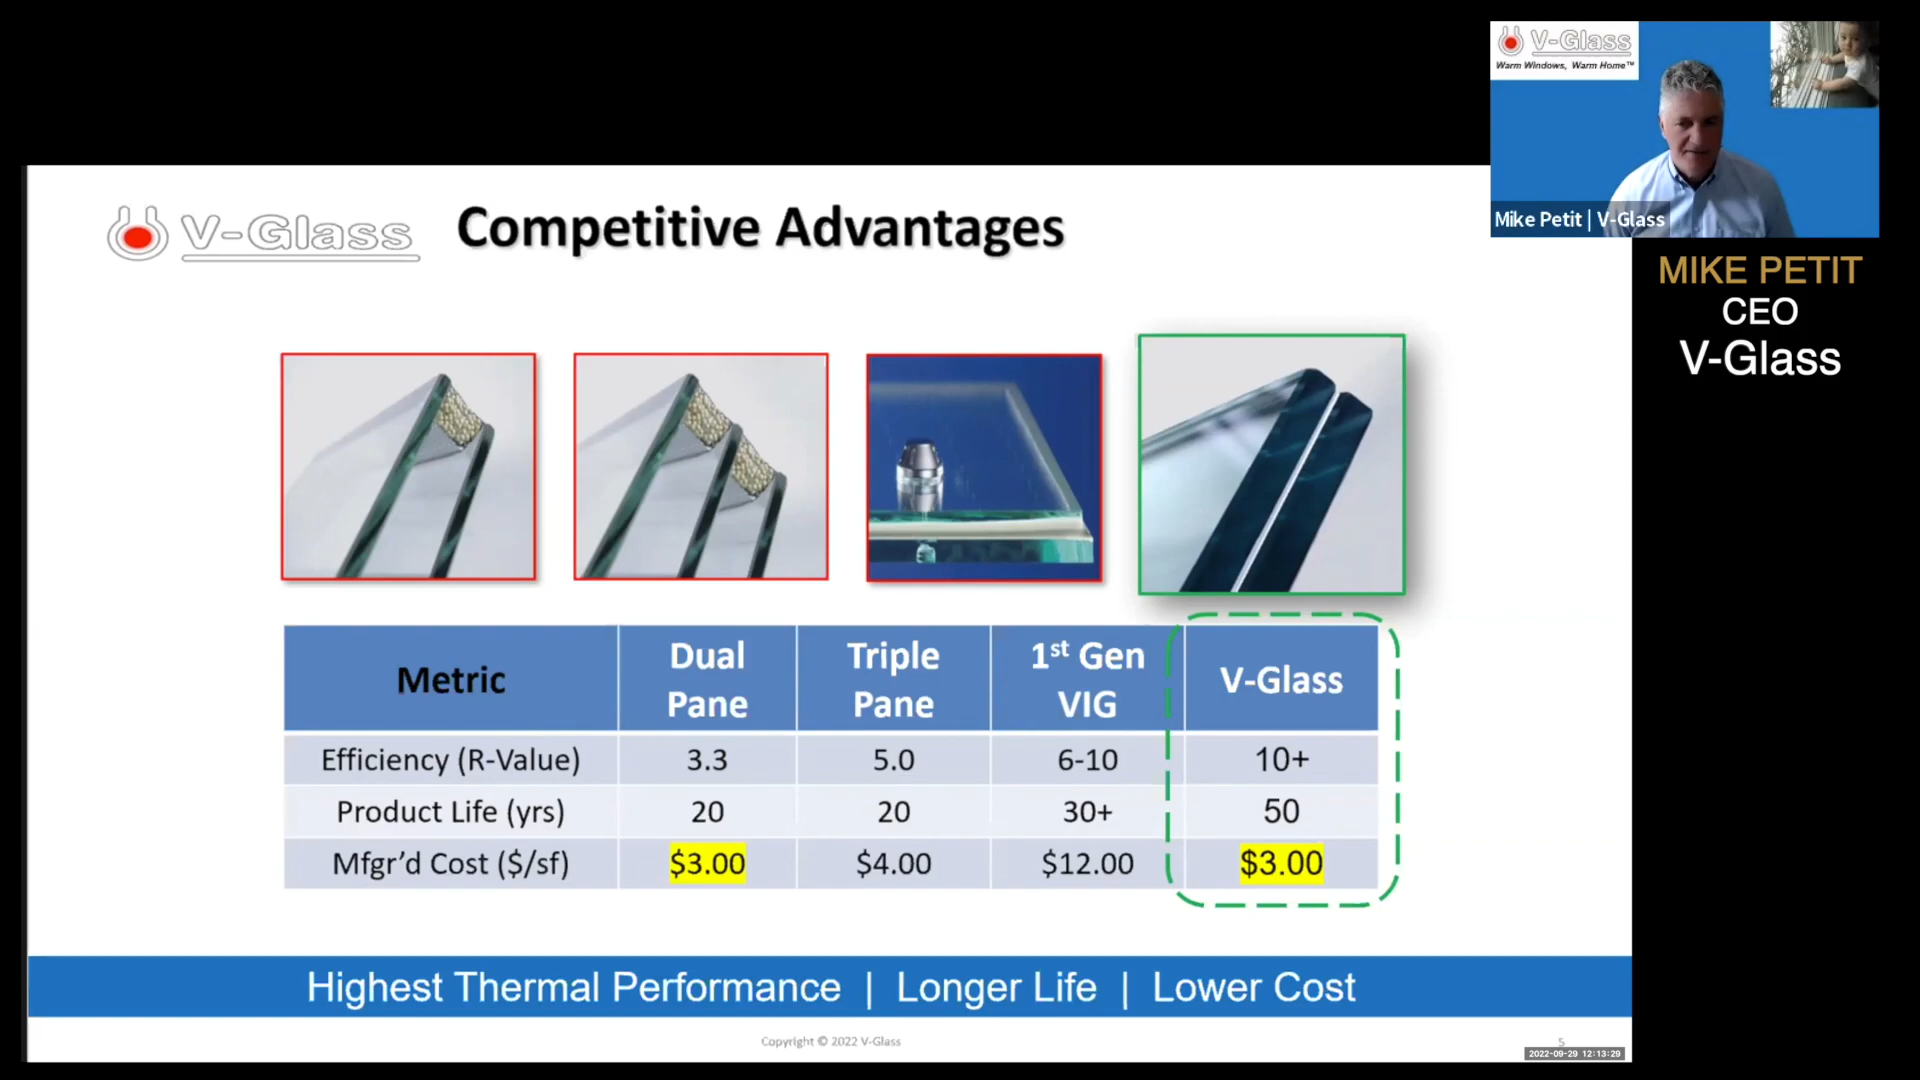 V-Glass
Warm Windows, Warm Home™
Mike Petit | V-Glass
MIKE PETIT
CEO
V-Glass
V-Glass
Competitive Advantages
Metric
Dual Pane
Triple Pane
1st Gen VIG
V-Glass
Efficiency (R-Value) 3.3 5.0 6-10 10+
Product Life (yrs) 20 20 30+ 50
Mfgr’d Cost ($/sf) $3.00 $4.00 $12.00 $3.00
Highest Thermal Performance | Longer Life | Lower Cost
Copyright © 2022 V-Glass
5
2022-09-29 12:13:29